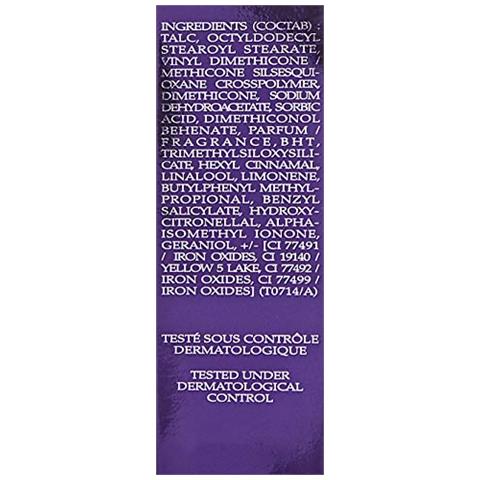 INGREDIENTS (COCTAB) :
TALC, OCTYLDODECYL
STEAROYL STEARATE,
VINYL DIMETHICONE /
METHICONE SILSESQUI-
OXANE CROSSPOLYMER,
DIMETHICONE, SODIUM
DEHYDROACETATE, SORBIC
ACID, DIMETHICONOL
BEHENATE, PARFUM /
FRAGRANCE, BHT,
TRIMETHYLSILOXYSILI-
CATE, HEXYL CINNAMAL,
LINALOOL, LIMONENE,
BUTYLPHENYL METHYL-
PROPIONAL, BENZYL
SALICYLATE, HYDROXY-
CITRONELLAL, ALPHA-
ISOMETHYL IONONE,
GERANIOL, +/- [CI 77491
/ IRON OXIDES, CI 19140 /
YELLOW 5 LAKE, CI 77492 /
IRON OXIDES, CI 77499 /
IRON OXIDES] (T0714/A)
TESTÉ SOUS CONTRÔLE
DERMATOLOGIQUE
TESTED UNDER
DERMATOLOGICAL
CONTROL